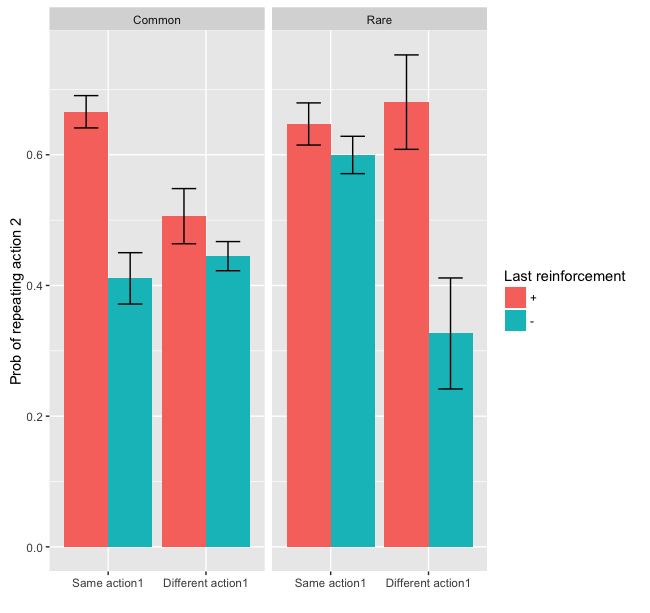 Common
Rare
Prob of repeating action 2
0.6
0.4
0.2
0.0
Same action1
Different action1
Same action1
Different action1
Last reinforcement
+
-